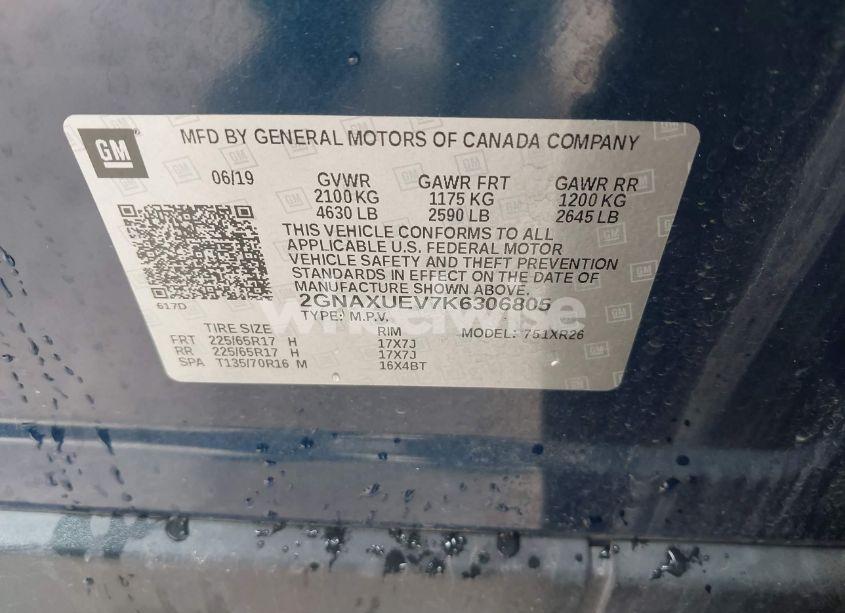 GM
MFD BY GENERAL MOTORS OF CANADA COMPANY
06/19 GVWR GAWR FRT GAWR RR
2100 KG 1175 KG 1200 KG
4630 LB 2590 LB 2645 LB
THIS VEHICLE CONFORMS TO ALL
APPLICABLE U.S. FEDERAL MOTOR
VEHICLE SAFETY AND THEFT PREVENTION
STANDARDS IN EFFECT ON THE DATE OF
MANUFACTURE SHOWN ABOVE.
617D 2GNAXUEV7K6306805
wheelwise
TYPE: M.P.V. MODEL: 751XR26
TIRE SIZE RIM
FRT 225/65R17 H 17X7J
RR 225/65R17 H 17X7J
SPA T135/70R16 M 16X4BT